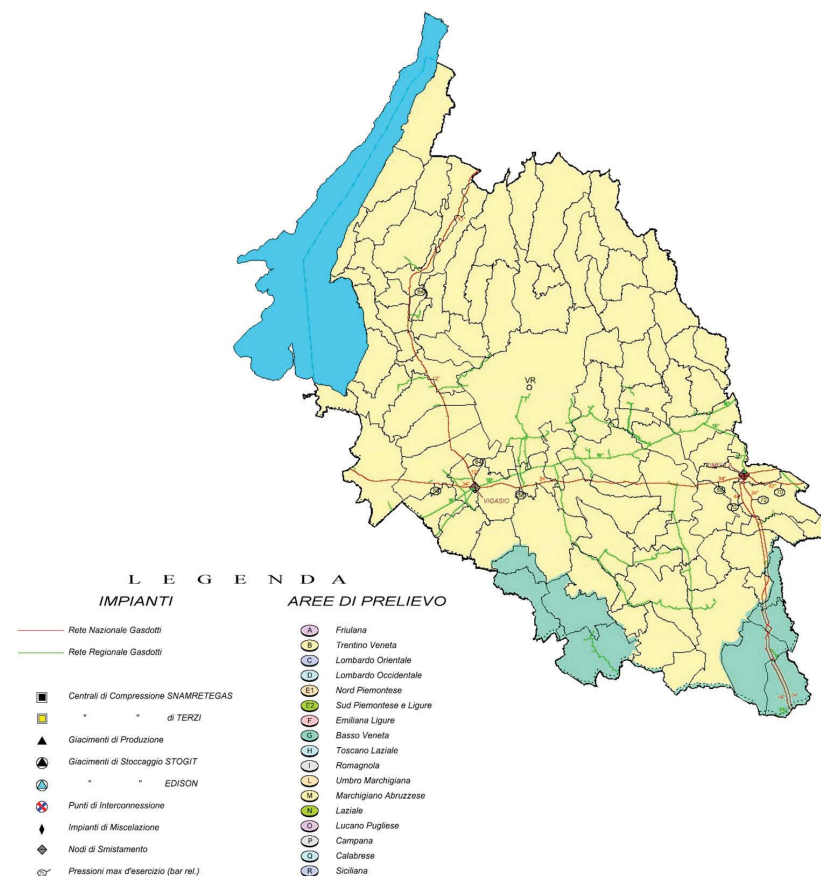 VR
VIGASIO
L E G E N D A
IMPIANTI
Rete Nazionale Gasdotti
Rete Regionale Gasdotti
Centrali di Compressione SNAMRETEGAS
" " di TERZI
Giacimenti di Produzione
Giacimenti di Stoccaggio STOGIT
" " EDISON
Punti di Interconnessione
Impianti di Miscelazione
Nodi di Smistamento
Pressioni max d'esercizio (bar rel.)
AREE DI PRELIEVO
A Friulana
B Trentino Veneta
C Lombardo Orientale
D Lombardo Occidentale
E1 Nord Piemontese
E2 Sud Piemontese e Ligure
F Emiliana Ligure
G Basso Veneta
H Toscano Laziale
I Romagnola
L Umbro Marchigiana
M Marchigiano Abruzzese
N Laziale
O Lucano Pugliese
P Campana
Q Calabrese
R Siciliana